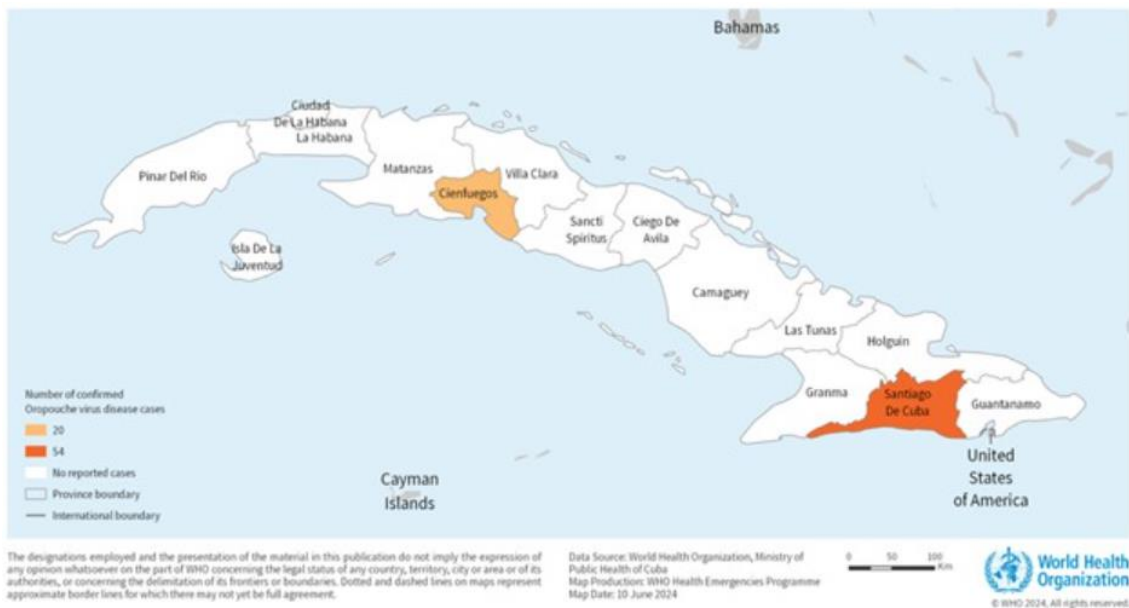 Bahamas
Ciudad
De La Habana
La Habana
Pinar Del Rio
Matanzas
Villa Clara
Cienfuegos
Sancti
Spiritus
Ciego De
Avila
Isla De La
Juventud
Camaguey
Las Tunas
Holguin
Granma
Santiago
De Cuba
Guantanamo
United
States
of America
Cayman
Islands
Number of confirmed
Oropouche virus disease cases
20
54
No reported cases
Province boundary
International boundary
The designations employed and the presentation of the material in this publication do not imply the expression of
any opinion whatsoever on the part of WHO concerning the legal status of any country, territory, city or area or of its
authorities, or concerning the delimitation of its frontiers or boundaries. Dotted and dashed lines on maps represent
approximate border lines for which there may not yet be full agreement.
Data Source: World Health Organization, Ministry of
Public Health of Cuba
Map Production: WHO Health Emergencies Programme
Map Date: 10 June 2024
0 50 100
Km
World Health
Organization
© WHO 2024, All rights reserved.